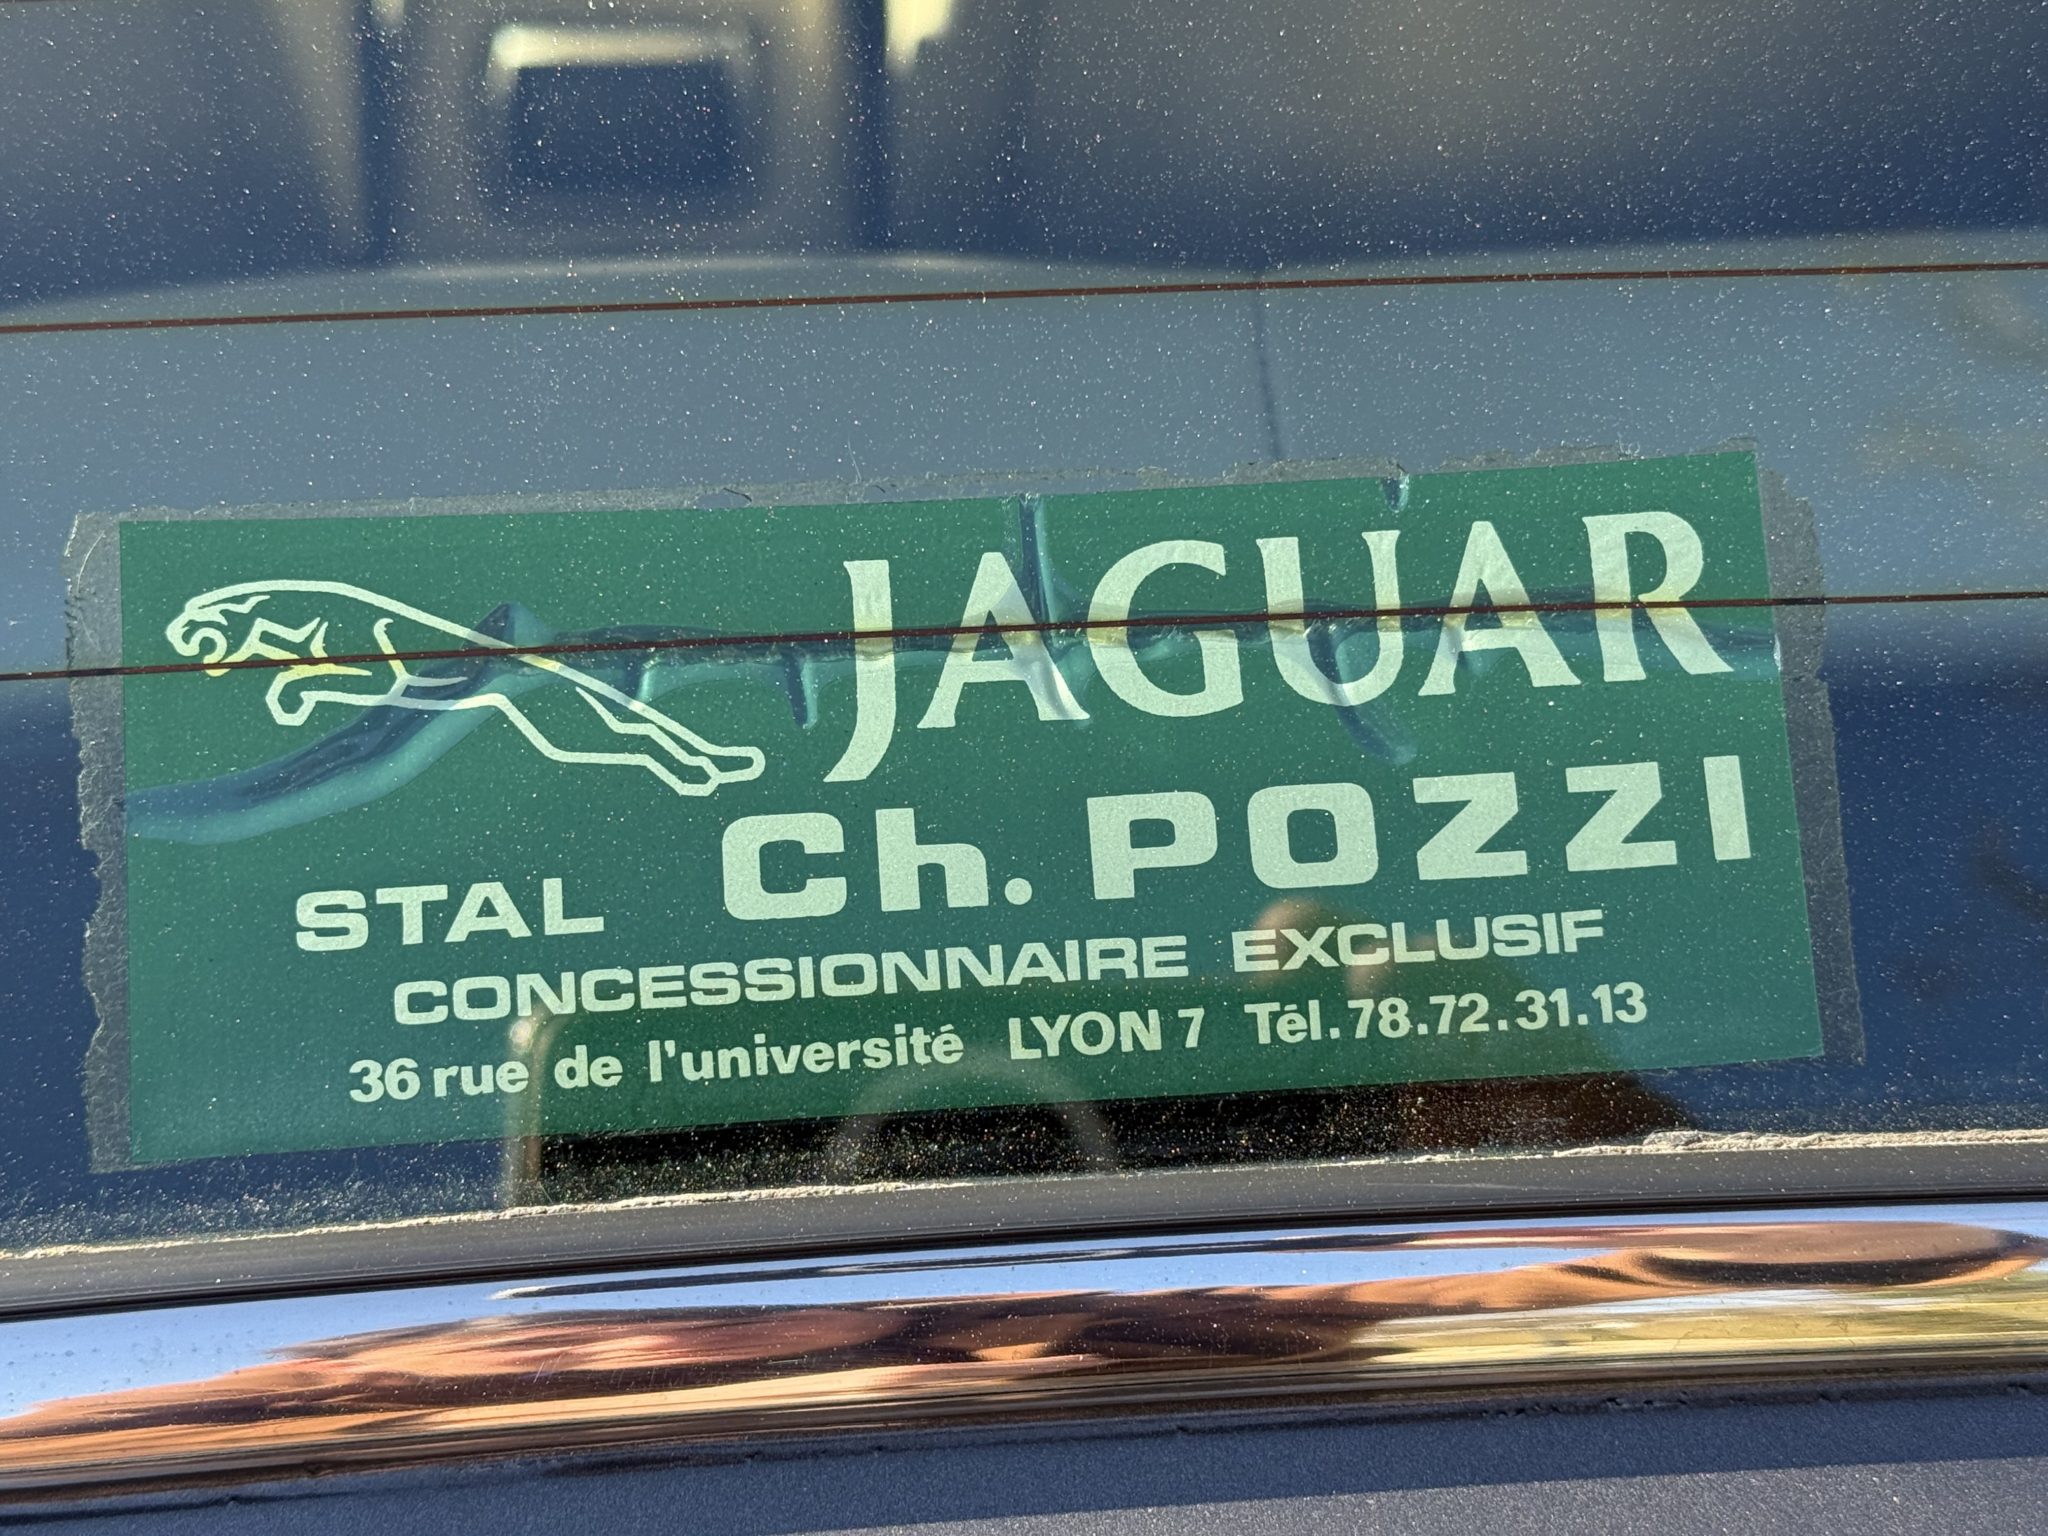 JAGUAR
STAL Ch. POZZI
CONCESSIONNAIRE EXCLUSIF
36 rue de l'université LYON 7 Tél. 78.72.31.13